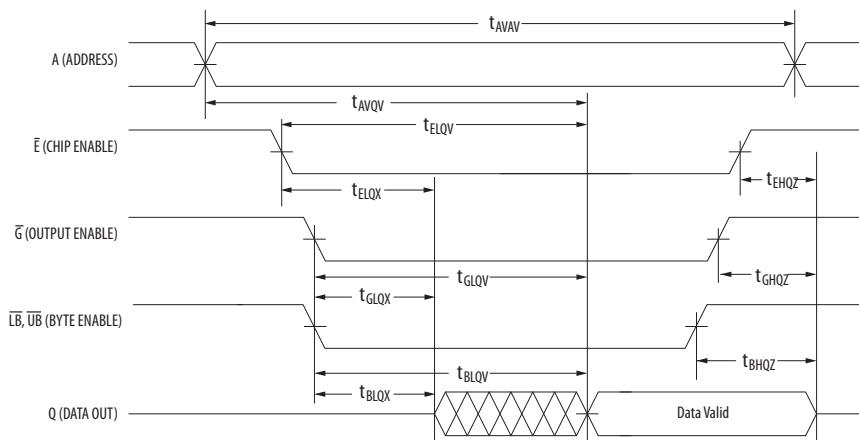 tAVAV
A (ADDRESS)
tAVQV
tELQV
E̅ (CHIP ENABLE)
tELQX
tEHQZ
G̅ (OUTPUT ENABLE)
tGLQV
tGLQX
tGHQZ
L̅B̅, U̅B̅ (BYTE ENABLE)
tBHQZ
tBLQV
tBLQX
Q (DATA OUT)
Data Valid